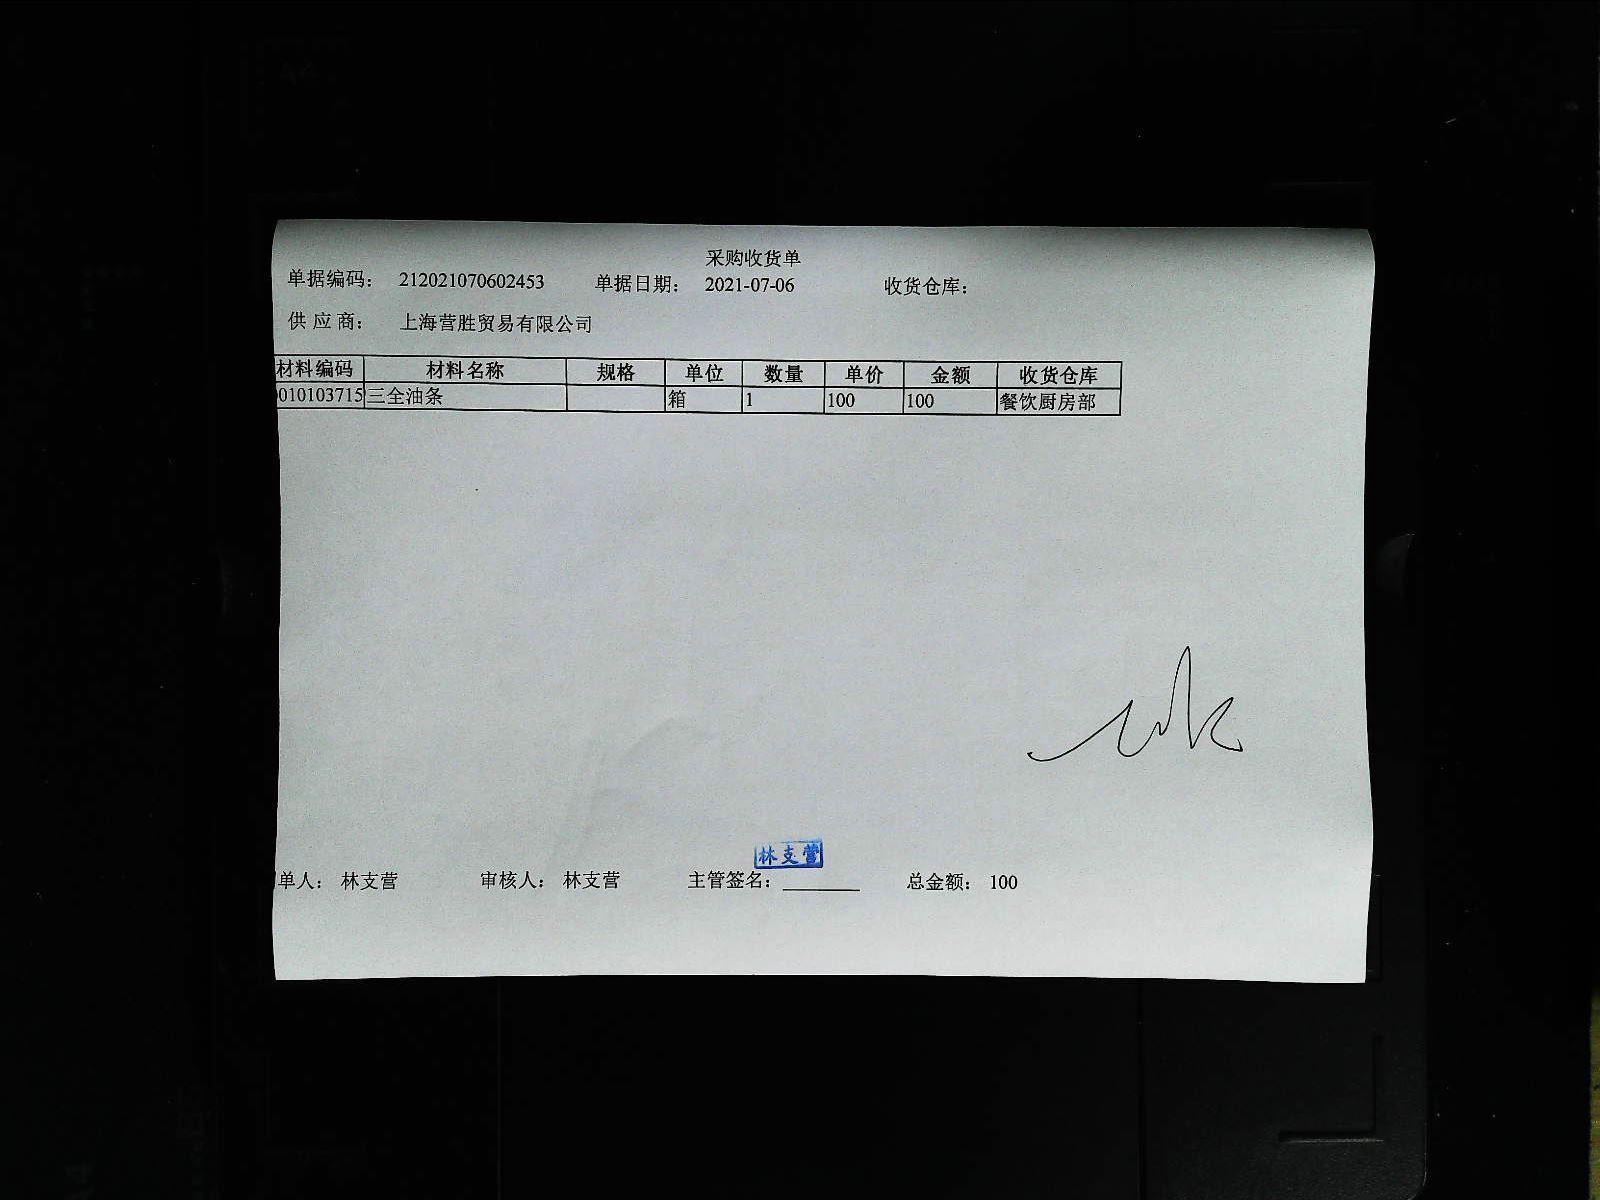 采购收货单
单据编码： 212021070602453 单据日期： 2021-07-06 收货仓库：
供 应 商： 上海营胜贸易有限公司
材料编码 材料名称 规格 单位 数量 单价 金额 收货仓库
010103715 三全油条 箱 1 100 100 餐饮厨房部
林支营
单人： 林支营 审核人： 林支营 主管签名： 总金额： 100